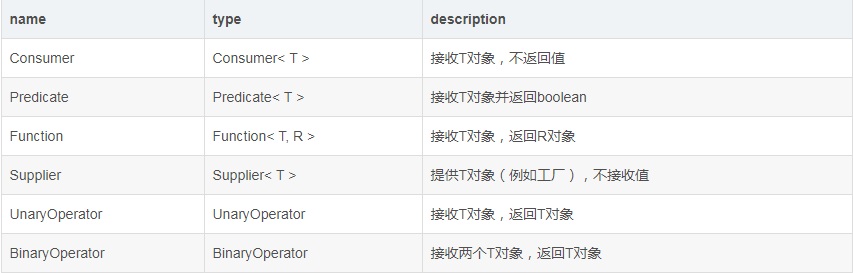 name type description
Consumer Consumer< T > 接收T对象，不返回值
Predicate Predicate< T > 接收T对象并返回boolean
Function Function< T, R > 接收T对象，返回R对象
Supplier Supplier< T > 提供T对象（例如工厂），不接收值
UnaryOperator UnaryOperator 接收T对象，返回T对象
BinaryOperator BinaryOperator 接收两个T对象，返回T对象